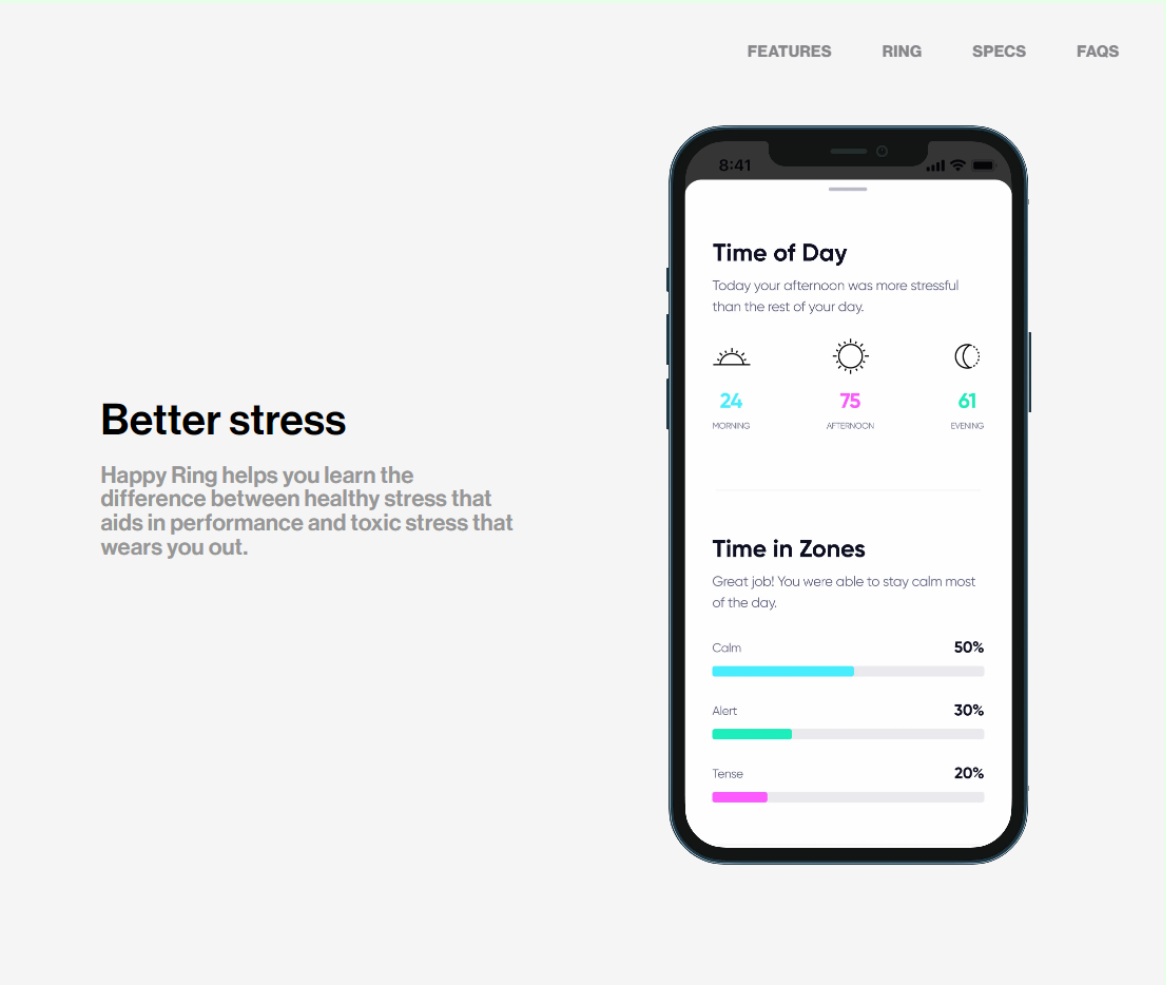 FEATURES RING SPECS FAQS
Better stress
Happy Ring helps you learn the
difference between healthy stress that
aids in performance and toxic stress that
wears you out.
8:41
Time of Day
Today your afternoon was more stressful
than the rest of your day.
24 75 61
MORNING AFTERNOON EVENING
Time in Zones
Great job! You were able to stay calm most
of the day.
Calm 50%
Alert 30%
Tense 20%